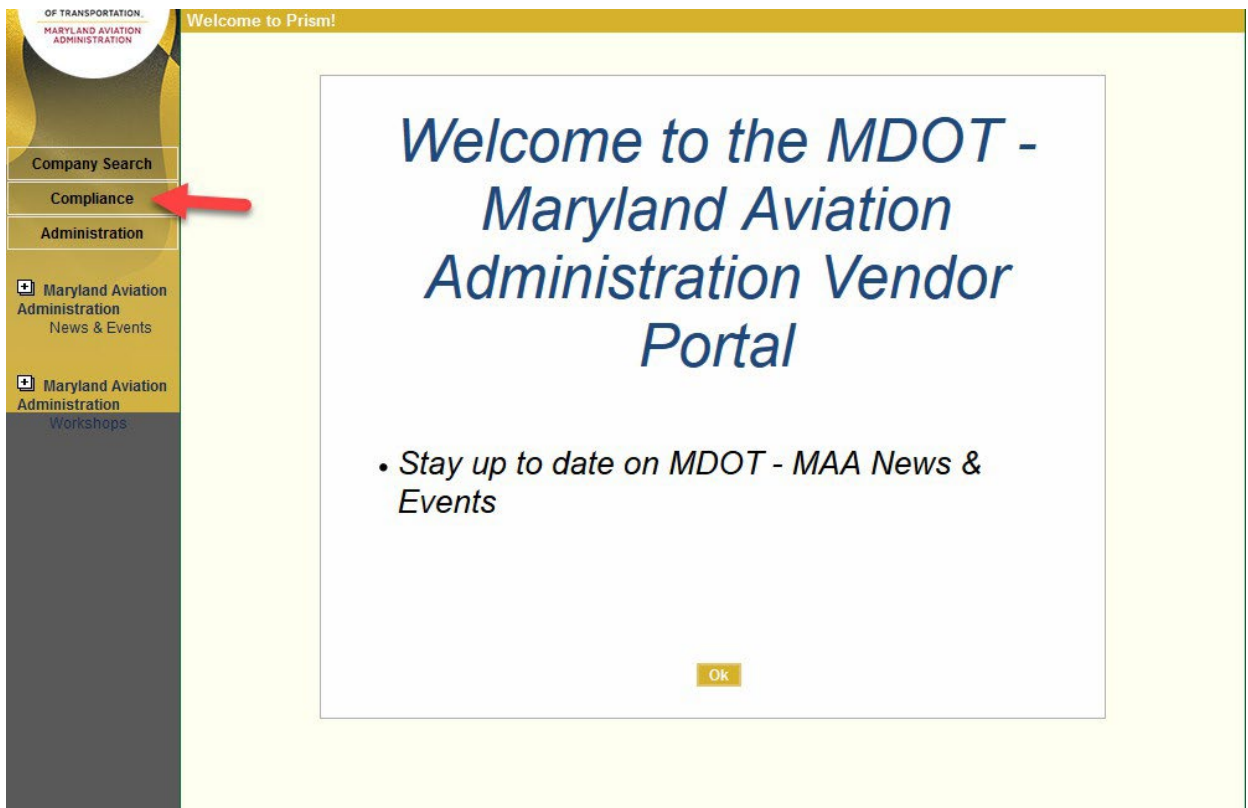 OF TRANSPORTATION
MARYLAND AVIATION
ADMINISTRATION
Welcome to Prism!
Company Search
Compliance
Administration
Maryland Aviation
Administration
News & Events
Maryland Aviation
Administration
Workshops
Welcome to the MDOT -
Maryland Aviation
Administration Vendor
Portal
• Stay up to date on MDOT - MAA News &
Events
Ok